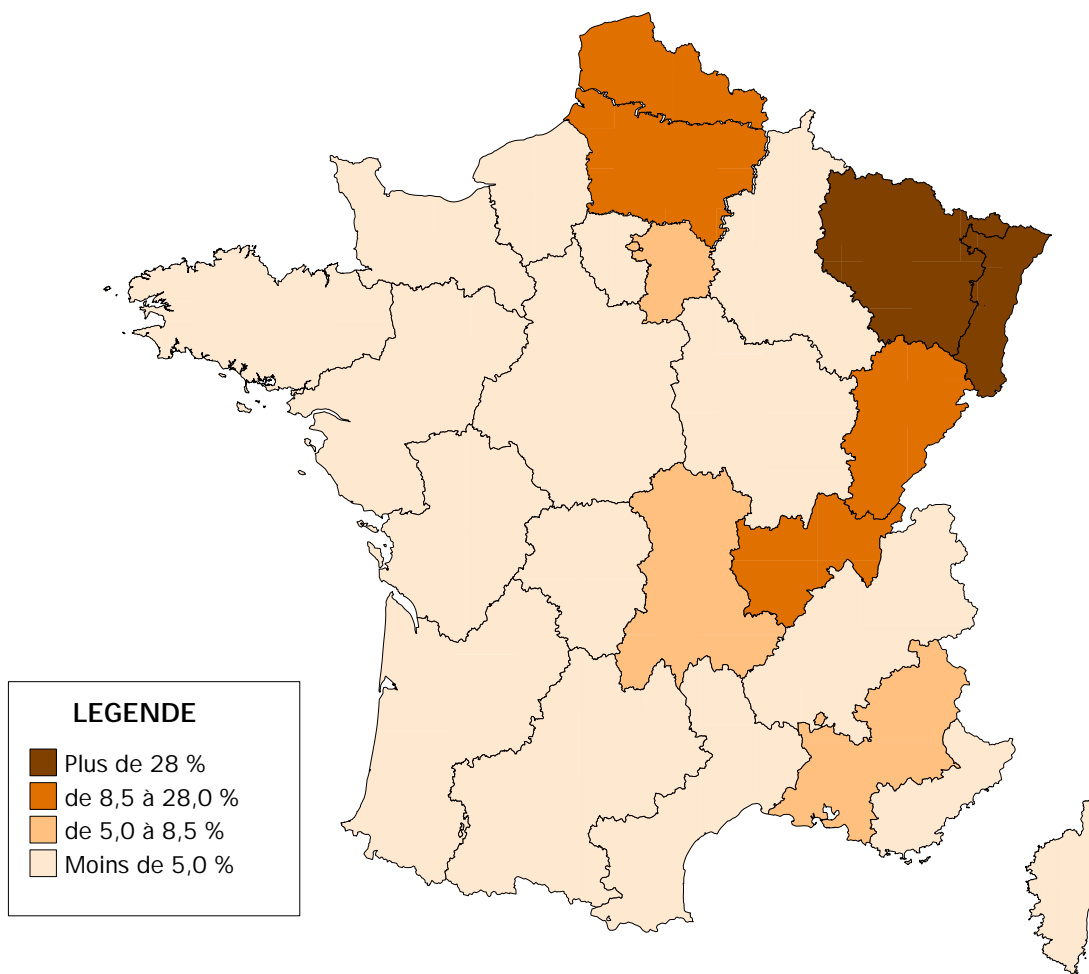 LEGENDE
Plus de 28 %
de 8,5 à 28,0 %
de 5,0 à 8,5 %
Moins de 5,0 %